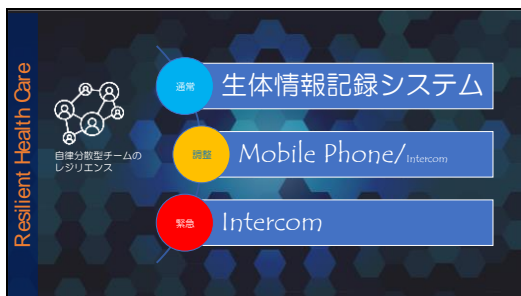 Resilient Health Care
自律分散型チームの
レジリエンス
通常
生体情報記録システム
調整
Mobile Phone/Intercom
緊急
Intercom